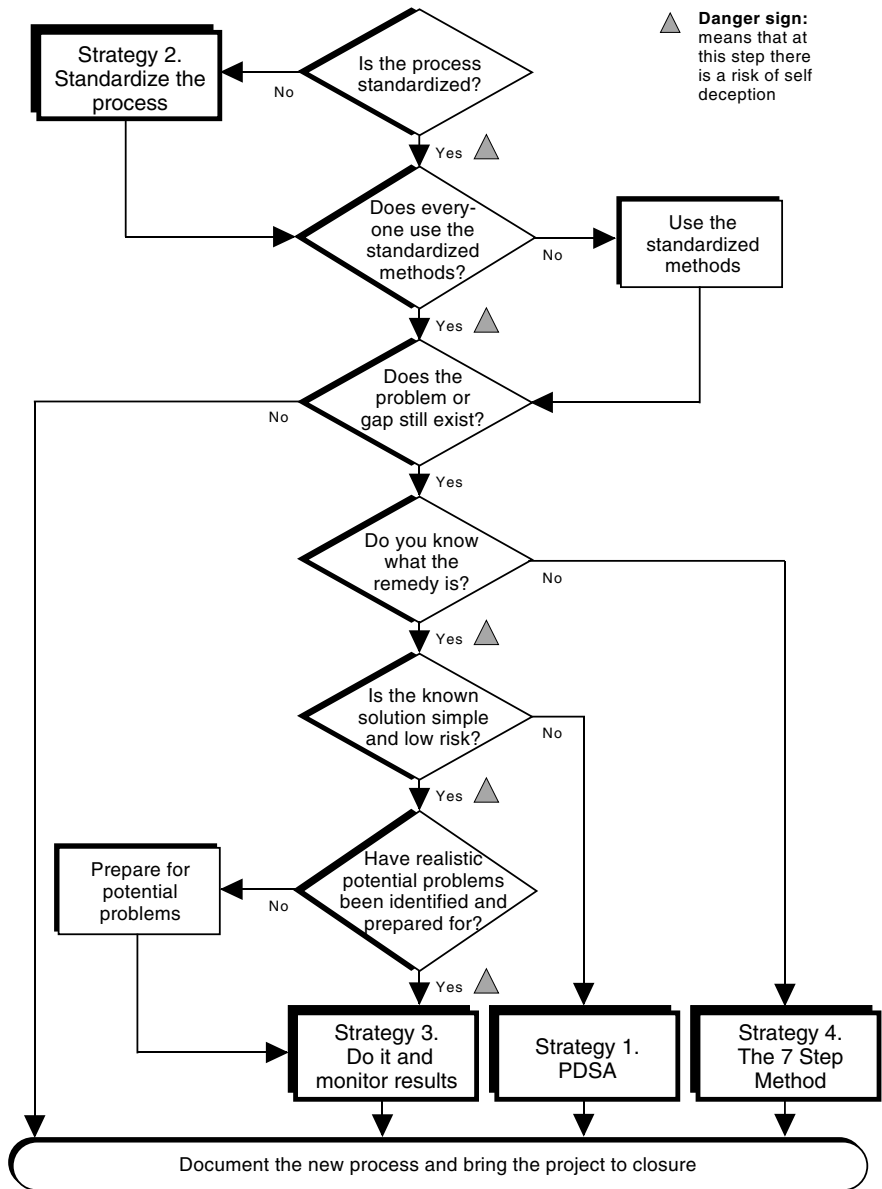 Danger sign:
means that at
this step there
is a risk of self
deception
Strategy 2.
Standardize the
process
No
Is the process
standardized?
Yes
Does every-
one use the
standardized
methods?
No
Use the
standardized
methods
Yes
Does the
problem or
gap still exist?
No
Yes
Do you know
what the
remedy is?
No
Yes
Is the known
solution simple
and low risk?
No
Yes
Have realistic
potential problems
been identified and
prepared for?
No
Prepare for
potential
problems
Yes
Strategy 3.
Do it and
monitor results
Strategy 1.
PDSA
Strategy 4.
The 7 Step
Method
Document the new process and bring the project to closure